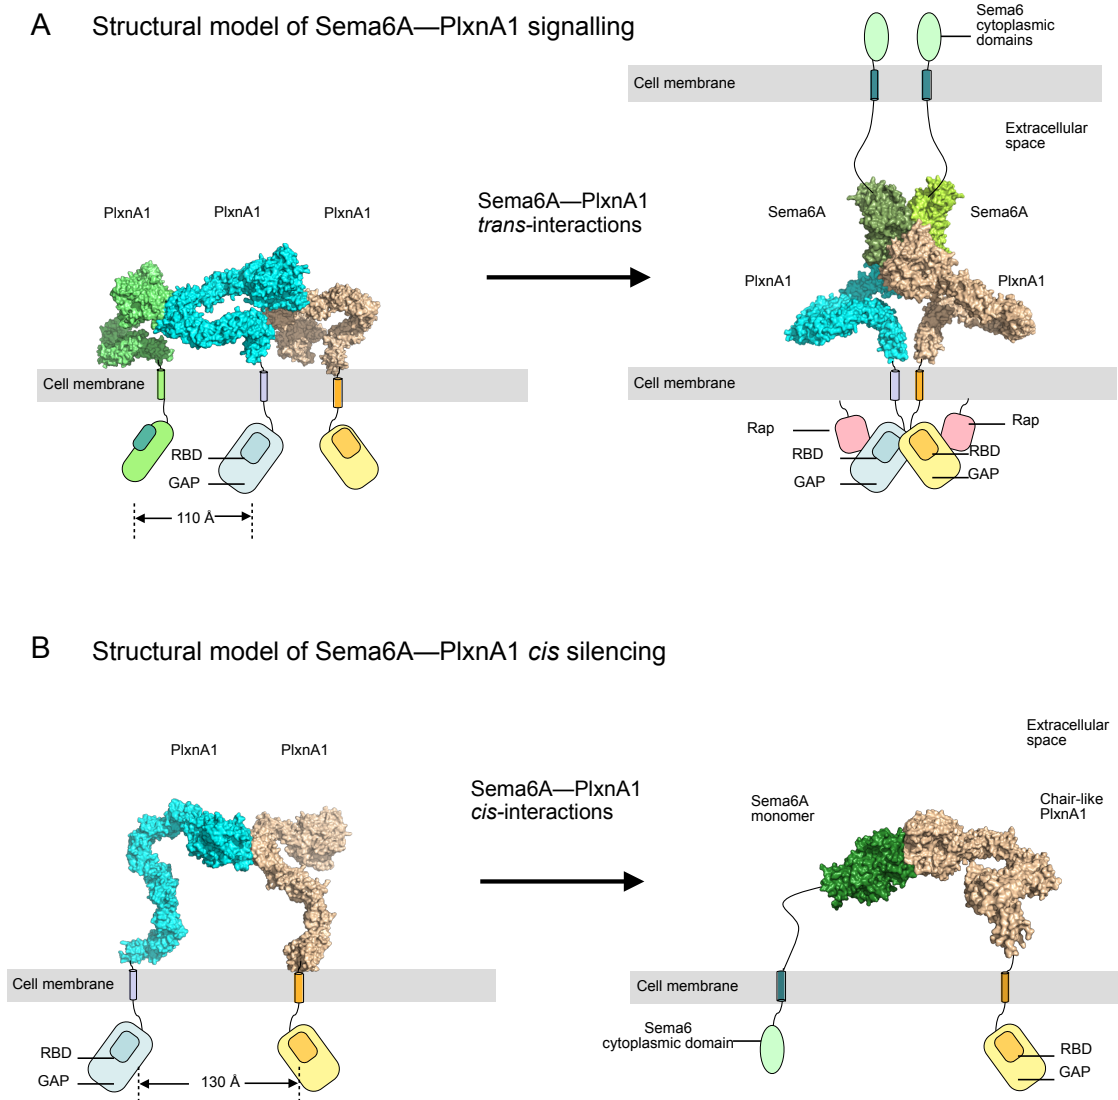 A Structural model of Sema6A—PlxnA1 signalling
Sema6
cytoplasmic
domains
Cell membrane
Extracellular
space
PlxnA1 PlxnA1 PlxnA1
Sema6A—PlxnA1
trans-interactions
Sema6A Sema6A
PlxnA1 PlxnA1
Cell membrane
Cell membrane
RBD
GAP
110 Å
Rap Rap
RBD RBD
GAP GAP
B Structural model of Sema6A—PlxnA1 cis silencing
PlxnA1 PlxnA1
Sema6A—PlxnA1
cis-interactions
Extracellular
space
Sema6A
monomer
Chair-like
PlxnA1
Cell membrane
Cell membrane
RBD
GAP
130 Å
Sema6
cytoplasmic domain
RBD
GAP